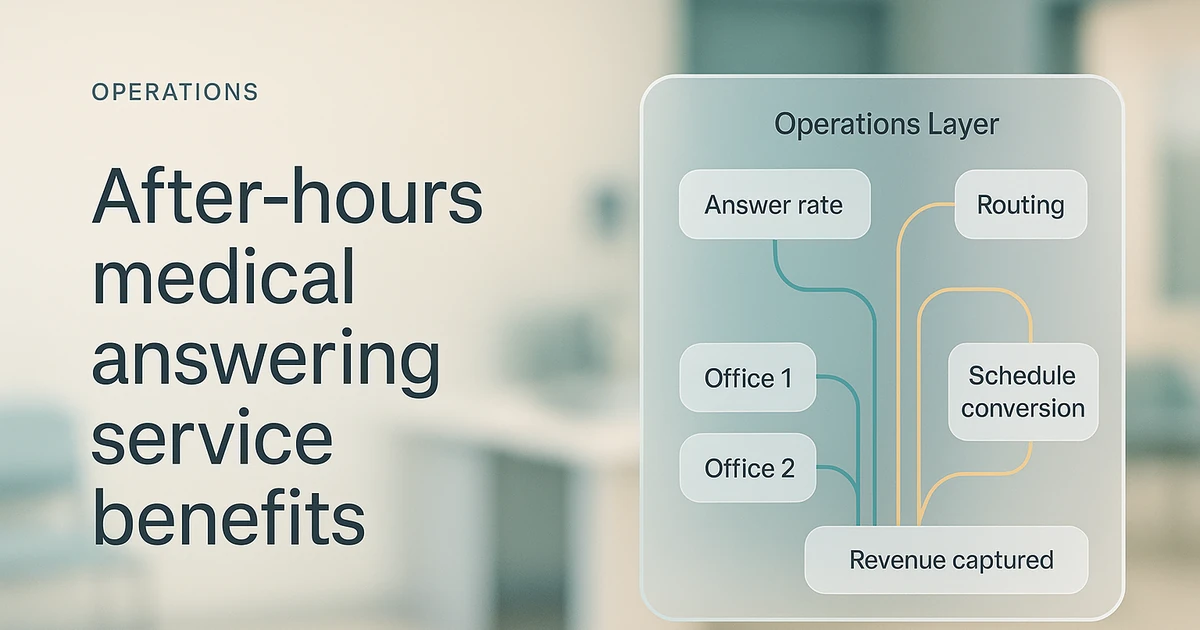 OPERATIONS
After-hours
medical
answering
service
benefits
Operations Layer
Answer rate
Routing
Office 1
Schedule
conversion
Office 2
Revenue captured